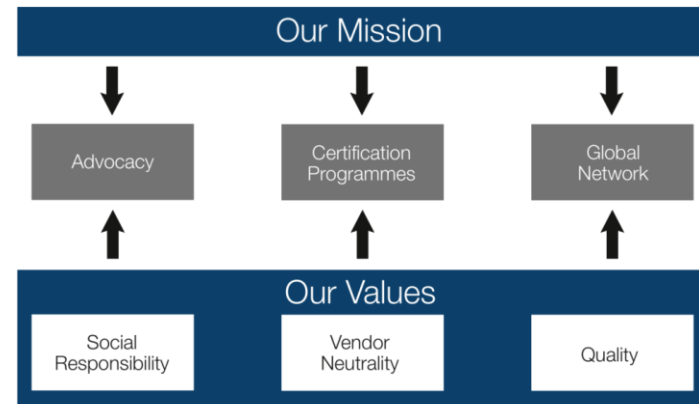 Our Mission
Advocacy
Certification
Programmes
Global
Network
Our Values
Social
Responsibility
Vendor
Neutrality
Quality